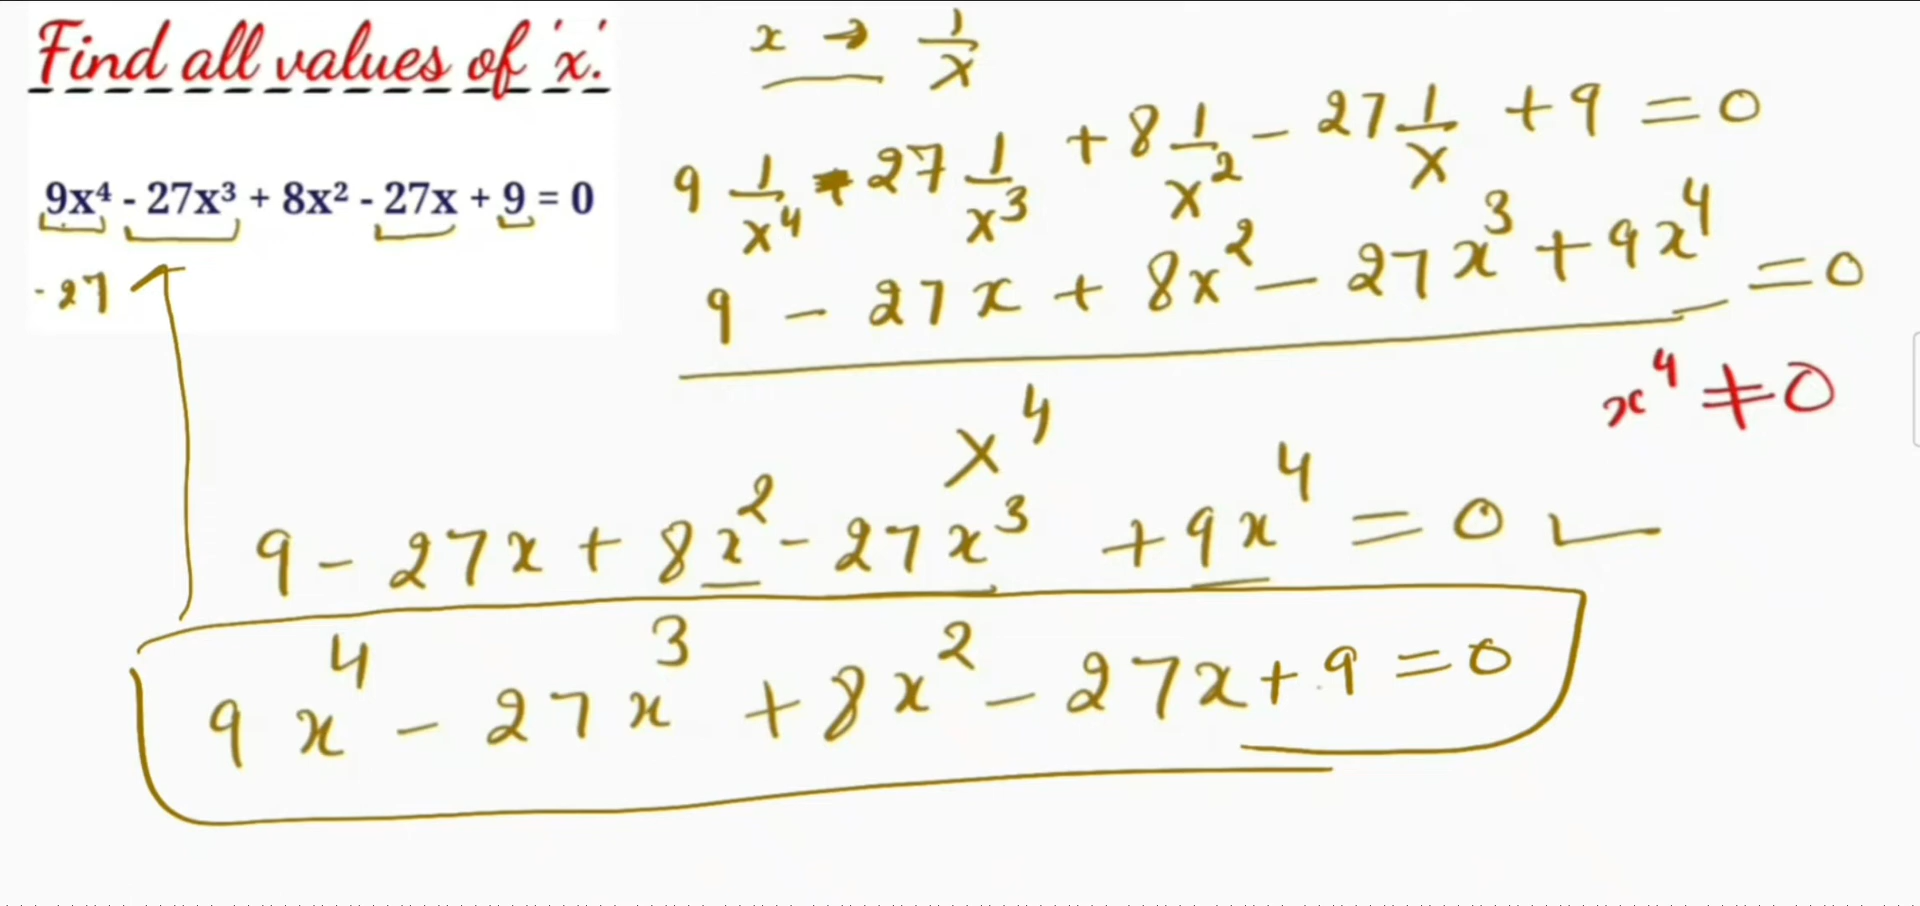 Find all values of 'x'.
9x⁴ - 27x³ + 8x² - 27x + 9 = 0
- 27
x → 1/x
9 1/x⁴ - 27 1/x³ + 8 1/x² - 27 1/x + 9 = 0
9 - 27x + 8x² - 27x³ + 9x⁴ = 0
x⁴
x⁴ ≠ 0
9 - 27x + 8x² - 27x³ + 9x⁴ = 0
9x⁴ - 27x³ + 8x² - 27x + 9 = 0